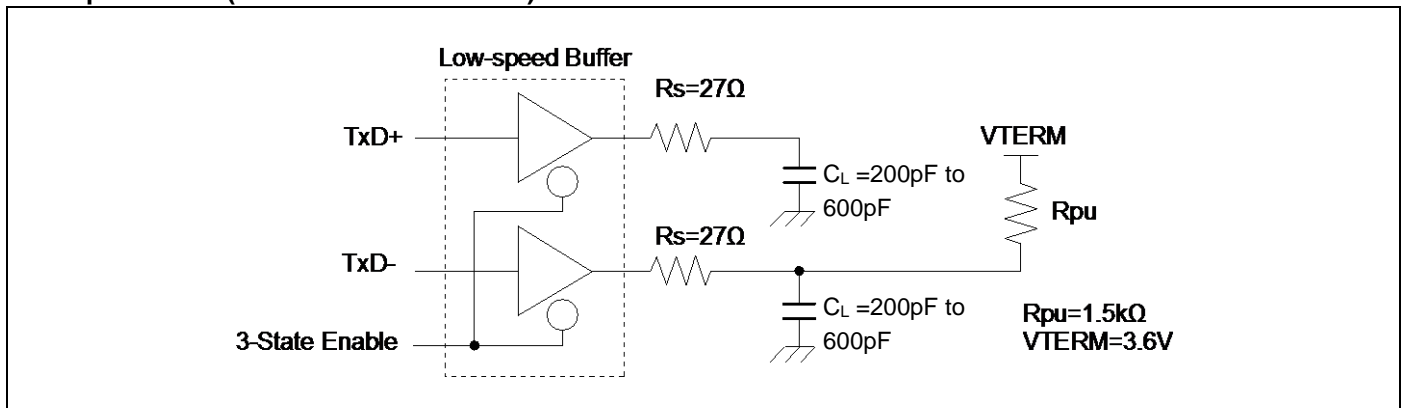 Low-speed Buffer
Rs=27Ω
TxD+
VTERM
CL =200pF to
600pF
Rpu
Rs=27Ω
TxD-
CL =200pF to
600pF
Rpu=1.5kΩ
VTERM=3.6V
3-State Enable